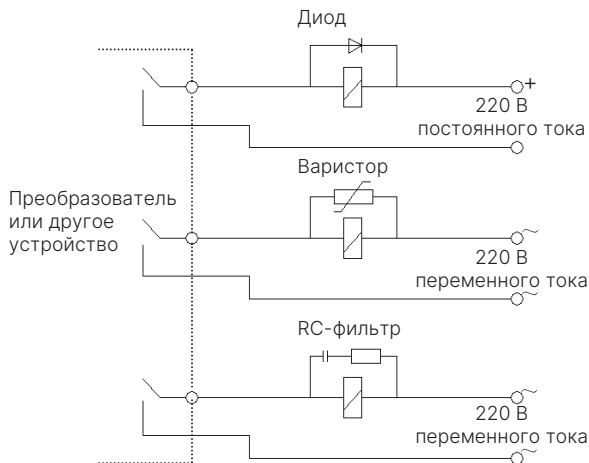 Диод
+
220 В
постоянного тока
Варистор
Преобразователь
или другое
устройство
~
220 В
переменного тока
~
RC-фильтр
~
220 В
переменного тока
~